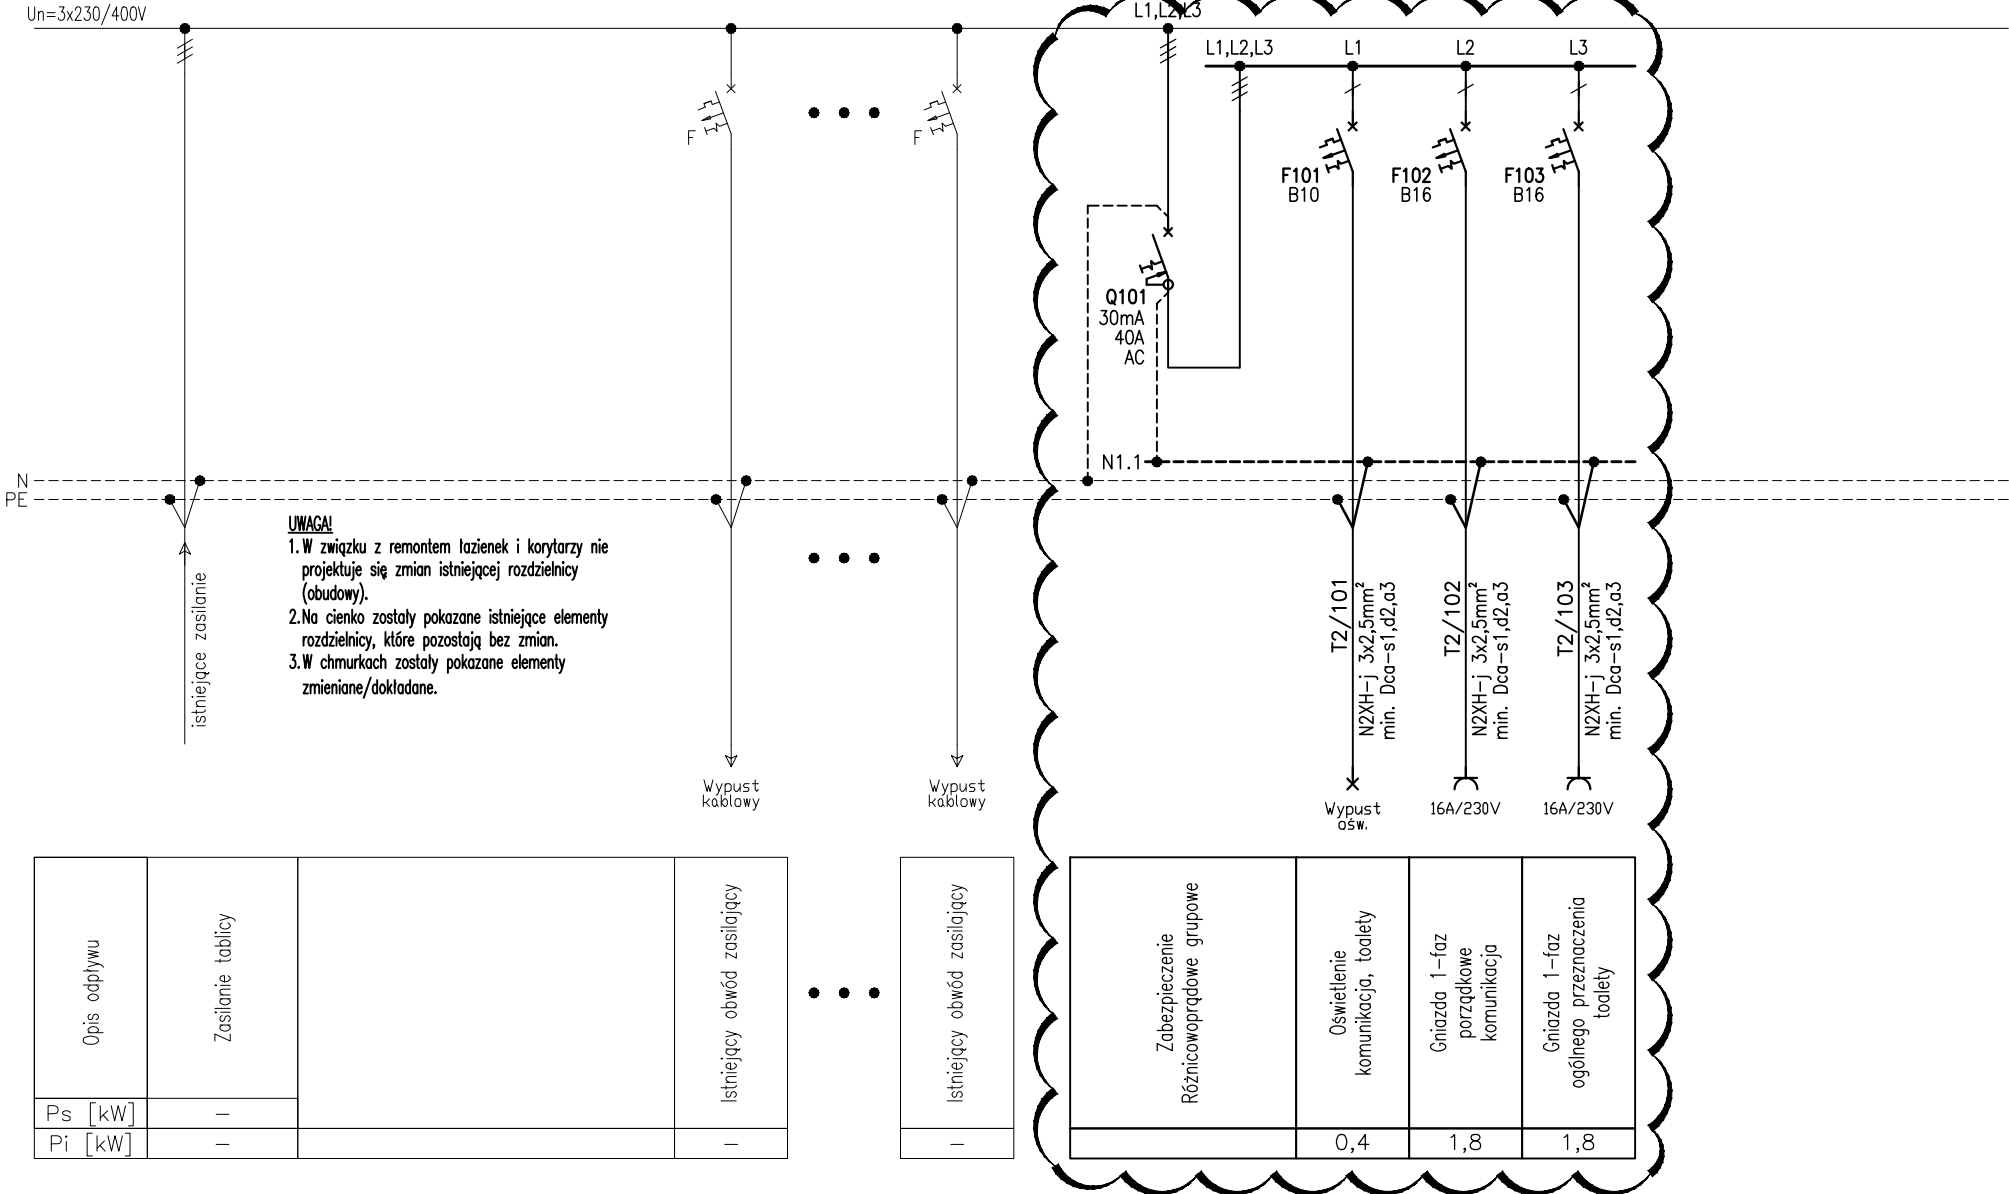 Un=3x230/400V
L1,L2,L3
L1,L2,L3
L1
L2
L3
F
F
F101
B10
F102
B16
F103
B16
Q101
30mA
40A
AC
N1.1
N
PE
UWAGA!
1. W związku z remontem łazienek i korytarzy nie
projektuje się zmian istniejącej rozdzielnicy
(obudowy).
2. Na cienko zostały pokazane istniejące elementy
rozdzielnicy, które pozostają bez zmian.
3. W chmurkach zostały pokazane elementy
zmieniane/dokładane.
istniejące zasilanie
T2/101
N2XH-j 3x2,5mm²
min. Dca-s1,d2,a3
T2/102
N2XH-j 3x2,5mm²
min. Dca-s1,d2,a3
T2/103
N2XH-j 3x2,5mm²
min. Dca-s1,d2,a3
Wypust
kablowy
Wypust
kablowy
Wypust
ośw.
16A/230V
16A/230V
Opis odpływu
Zasilanie tablicy
Istniejący obwód zasilający
Istniejący obwód zasilający
Zabezpieczenie
Różnicowoprądowe grupowe
Oświetlenie
komunikacja, toalety
Gniazda 1-faz
porządkowe
komunikacja
Gniazda 1-faz
ogólnego przeznaczenia
toalety
Ps [kW]
-
Pi [kW]
-
-
-
0,4
1,8
1,8